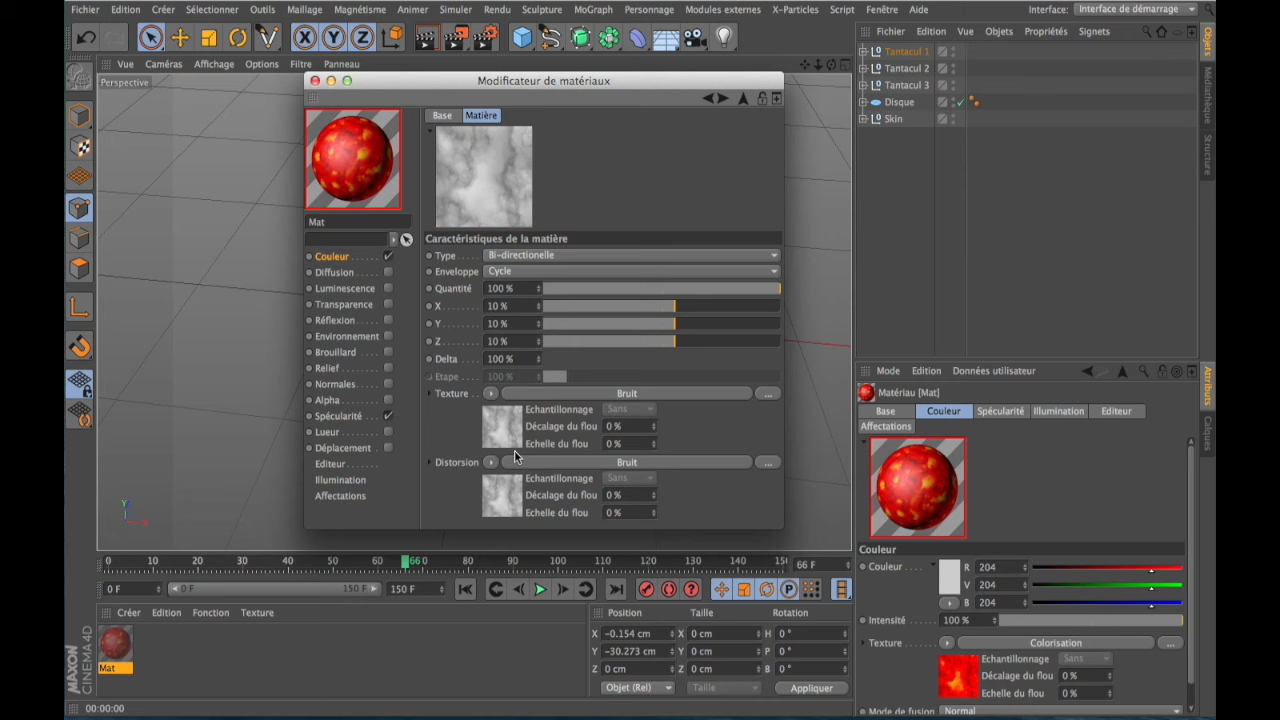 Fichier Edition Créer Sélectionner Outils Maillage Magnétisme Animer Simuler Rendu Sculpture MoGraph Personnage Modules externes X-Particles Script Fenêtre Aide Interface: Interface de démarrage
Fichier Edition Vue Objets Propriétés Signets
Vue Caméras Affichage Options Filtre Panneau
Perspective
Modificateur de matériaux
Tantacul 1
Tantacul 2
Tantacul 3
Disque
Skin
Objets
Médiathèque
Structure
Base Matière
Mat
Couleur
Diffusion
Luminescence
Transparence
Réflexion
Environnement
Brouillard
Relief
Normales
Alpha
Spécularité
Lueur
Déplacement
Editeur
Illumination
Affectations
Caractéristiques de la matière
Type Bi-directionelle
Enveloppe Cycle
Quantité 100 %
X 10 %
Y 10 %
Z 10 %
Delta 100 %
Etape 100 %
Texture Bruit ...
Echantillonnage Sans
Décalage du flou 0 %
Echelle du flou 0 %
Distorsion Bruit ...
Echantillonnage Sans
Décalage du flou 0 %
Echelle du flou 0 %
Y
X
Mode Edition Données utilisateur
Matériau [Mat]
Base Couleur Spécularité Illumination Editeur
Affectations
Attributs
Calques
Couleur
Couleur R 204
V 204
B 204
Intensité 100 %
Texture Colorisation ...
Echantillonnage Sans
Décalage du flou 0 %
Echelle du flou 0 %
Mode de fusion Normal
0 10 20 30 40 50 60 66 0 80 90 100 110 120 130 140 15 66 F
0 F 0 F 150 F 150 F
Créer Edition Fonction Texture
Mat
MAXON
CINEMA 4D
Position Taille Rotation
X -0.154 cm X 0 cm H 0 °
Y -30.273 cm Y 0 cm P 0 °
Z 0 cm Z 0 cm B 0 °
Objet (Rel) Taille Appliquer
00:00:00